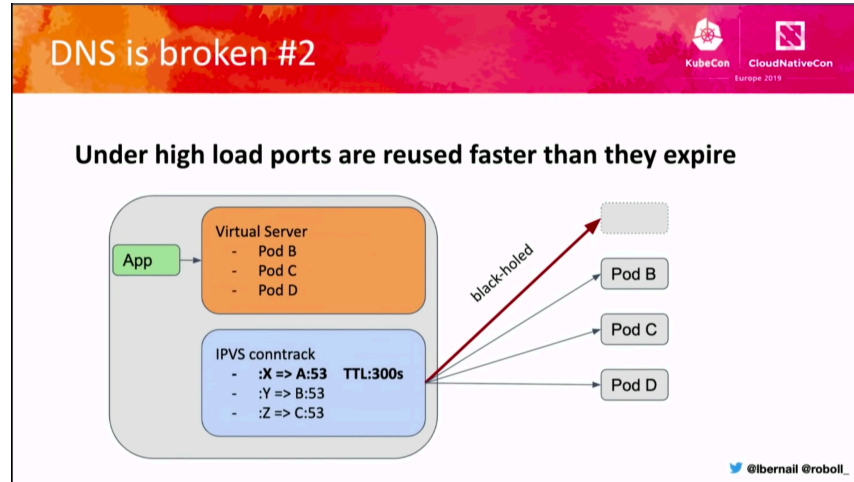 DNS is broken #2
KubeCon
CloudNativeCon
Europe 2019
Under high load ports are reused faster than they expire
App
Virtual Server
- Pod B
- Pod C
- Pod D
IPVS conntrack
- :X => A:53 TTL:300s
- :Y => B:53
- :Z => C:53
black-holed
Pod B
Pod C
Pod D
@lbernail @roboll_